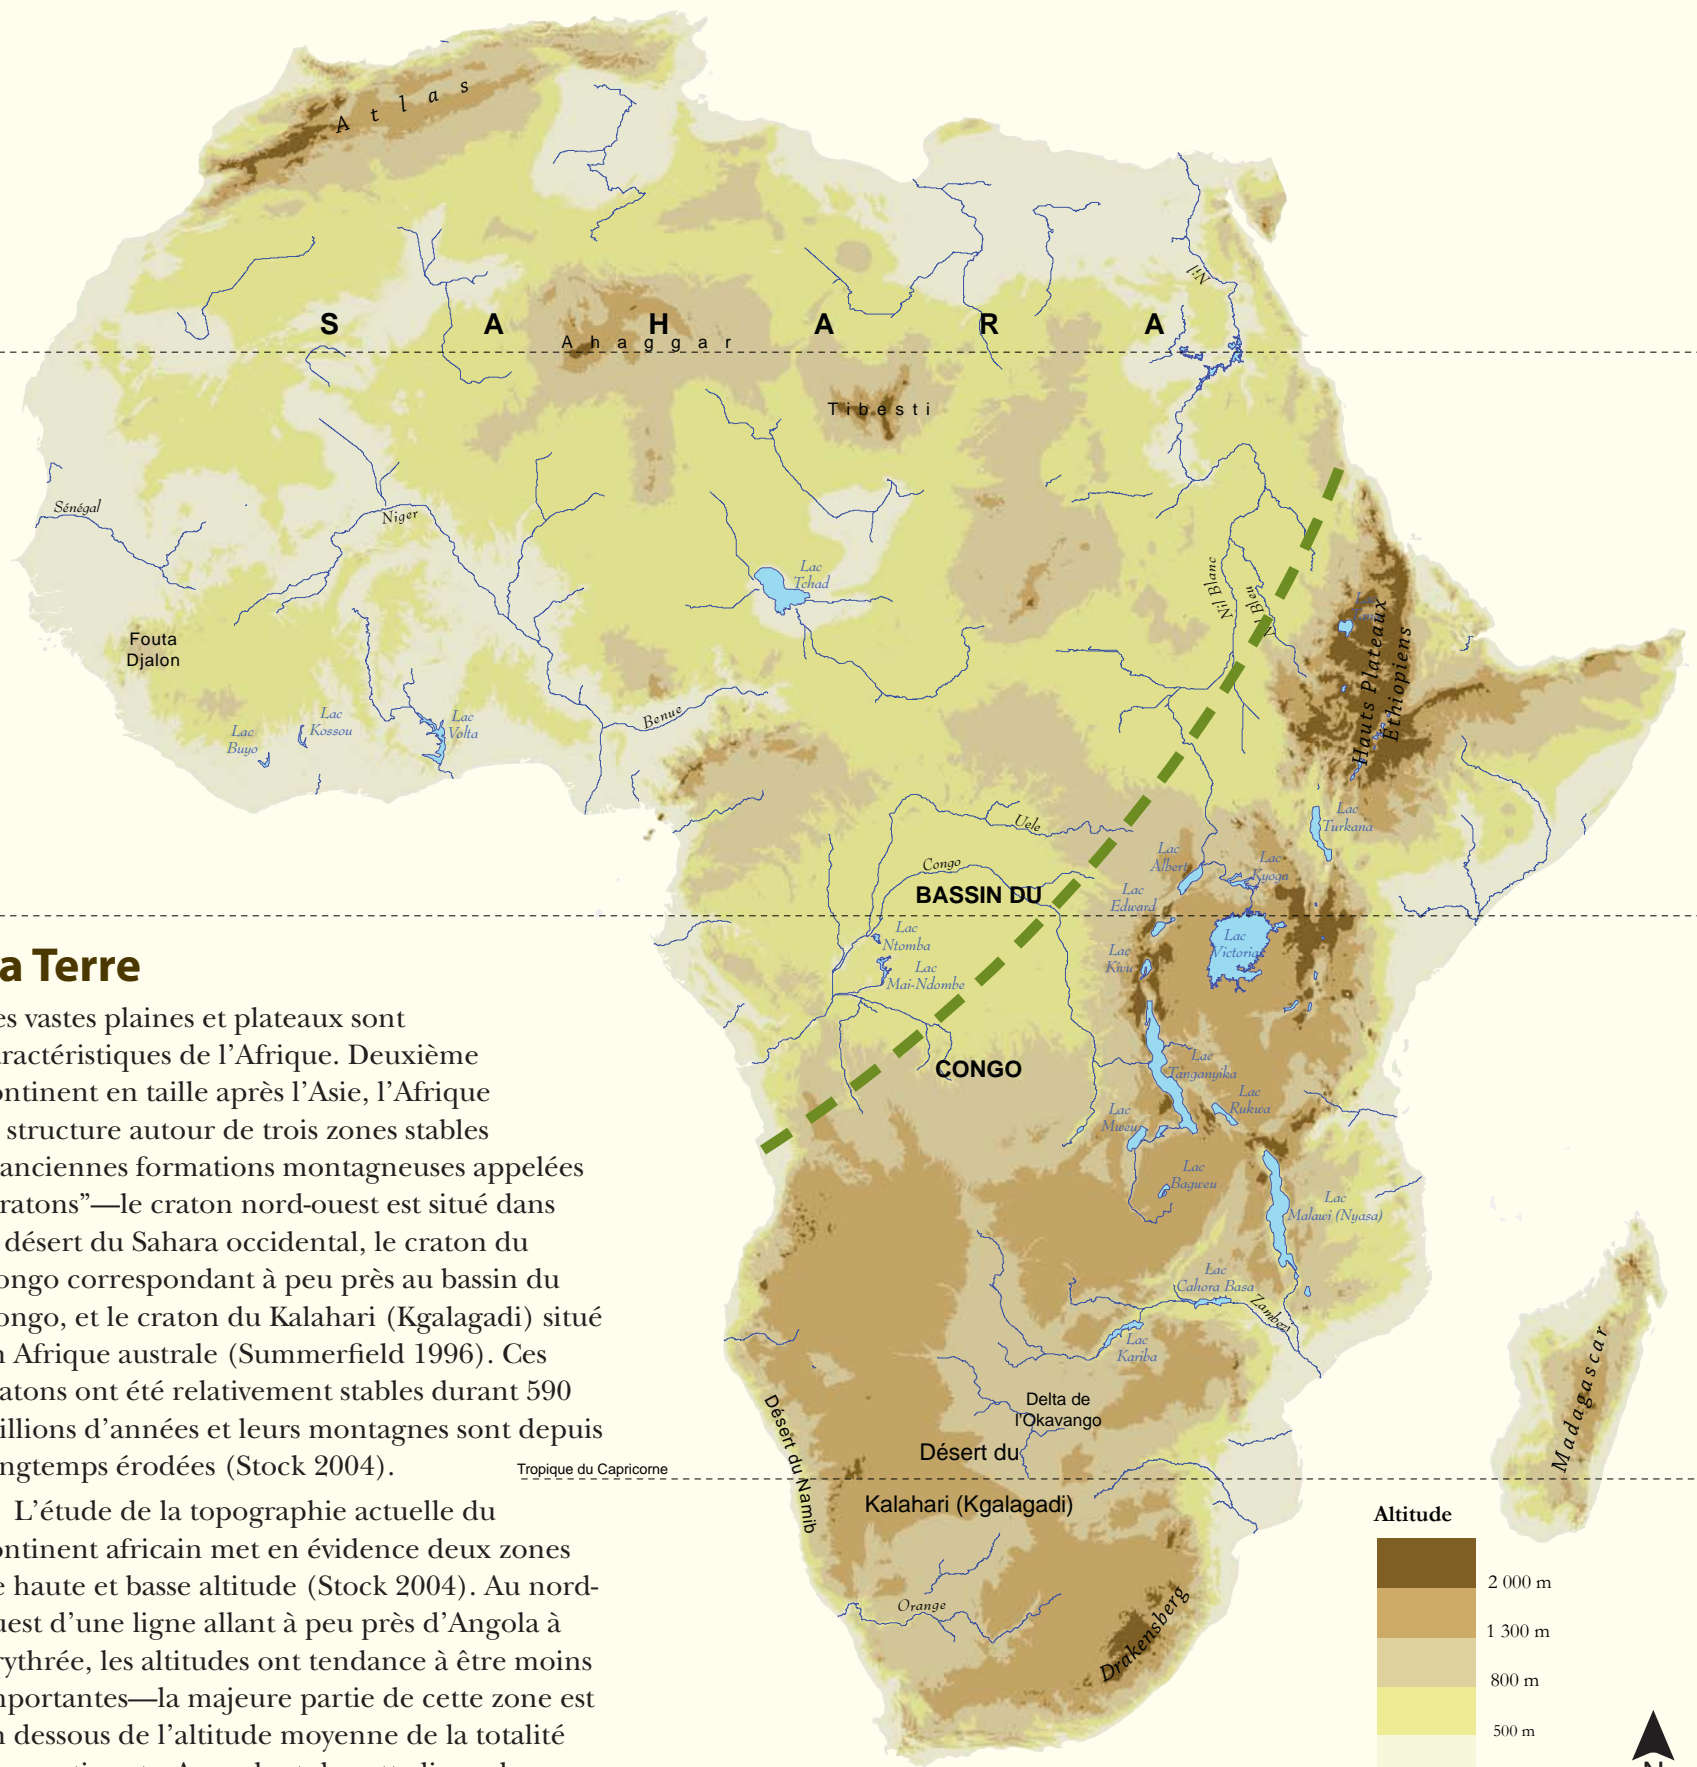 Atlas
SAHARA
Ahaggar
Tibesti
Nil
Sénégal
Niger
Lac
Tchad
Nil Blanc
Nil Bleu
Hauts Plateaux
Éthiopiens
Fouta
Djalon
Lac
Buyo
Lac
Kossou
Lac
Volta
Benue
Lac
Turkana
Uele
Congo
BASSIN DU
CONGO
Lac
Albert
Lac
Kyoga
Lac
Edward
Lac
Victoria
Lac
Kivu
Lac
Ntomba
Lac
Mai-Ndombe
Lac
Tanganyika
Lac
Rukwa
Lac
Mweu
Lac
Bagweu
Lac
Malawi (Nyasa)
Lac
Cahora Basa
Zambezi
Lac
Kariba
Delta de
l'Okavango
Désert du
Kalahari (Kgalagadi)
Désert du Namib
Tropique du Capricorne
Orange
Drakensberg
Madagascar
Altitude
2 000 m
1 300 m
800 m
500 m
N
a Terre
es vastes plaines et plateaux sont
ractéristiques de l'Afrique. Deuxième
ontinent en taille après l'Asie, l'Afrique
structure autour de trois zones stables
anciennes formations montagneuses appelées
ratons”—le craton nord-ouest est situé dans
désert du Sahara occidental, le craton du
ongo correspondant à peu près au bassin du
ongo, et le craton du Kalahari (Kgalagadi) situé
n Afrique australe (Summerfield 1996). Ces
atons ont été relativement stables durant 590
illions d'années et leurs montagnes sont depuis
ngtemps érodées (Stock 2004).
L'étude de la topographie actuelle du
ontinent africain met en évidence deux zones
e haute et basse altitude (Stock 2004). Au nord-
uest d'une ligne allant à peu près d'Angola à
rythrée, les altitudes ont tendance à être moins
mportantes—la majeure partie de cette zone est
n dessous de l'altitude moyenne de la totalité